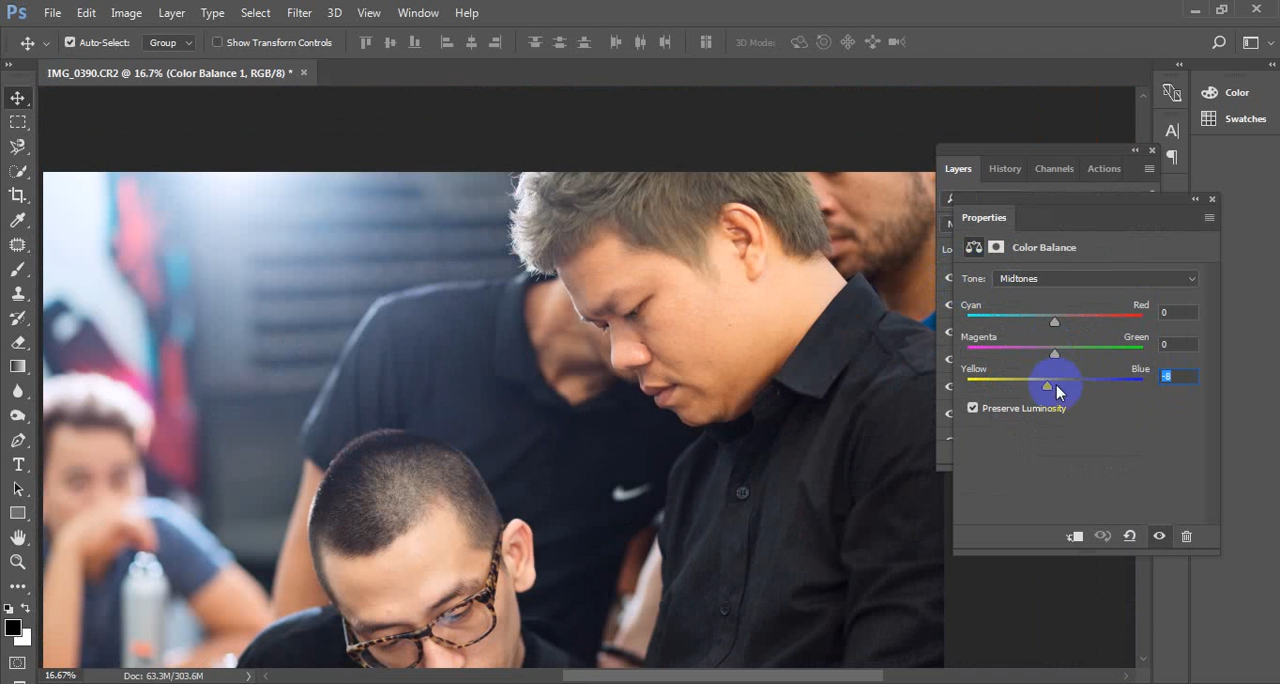 Ps File Edit Image Layer Type Select Filter 3D View Window Help
Auto-Select: Group Show Transform Controls 3D Mode:
IMG_0390.CR2 @ 16.7% (Color Balance 1, RGB/8) * ×
Color
Swatches
Layers History Channels Actions
Properties
Color Balance
Tone: Midtones
Cyan Red 0
Magenta Green 0
Yellow Blue -8
Preserve Luminosity
16.67% Doc: 63.3M/303.6M